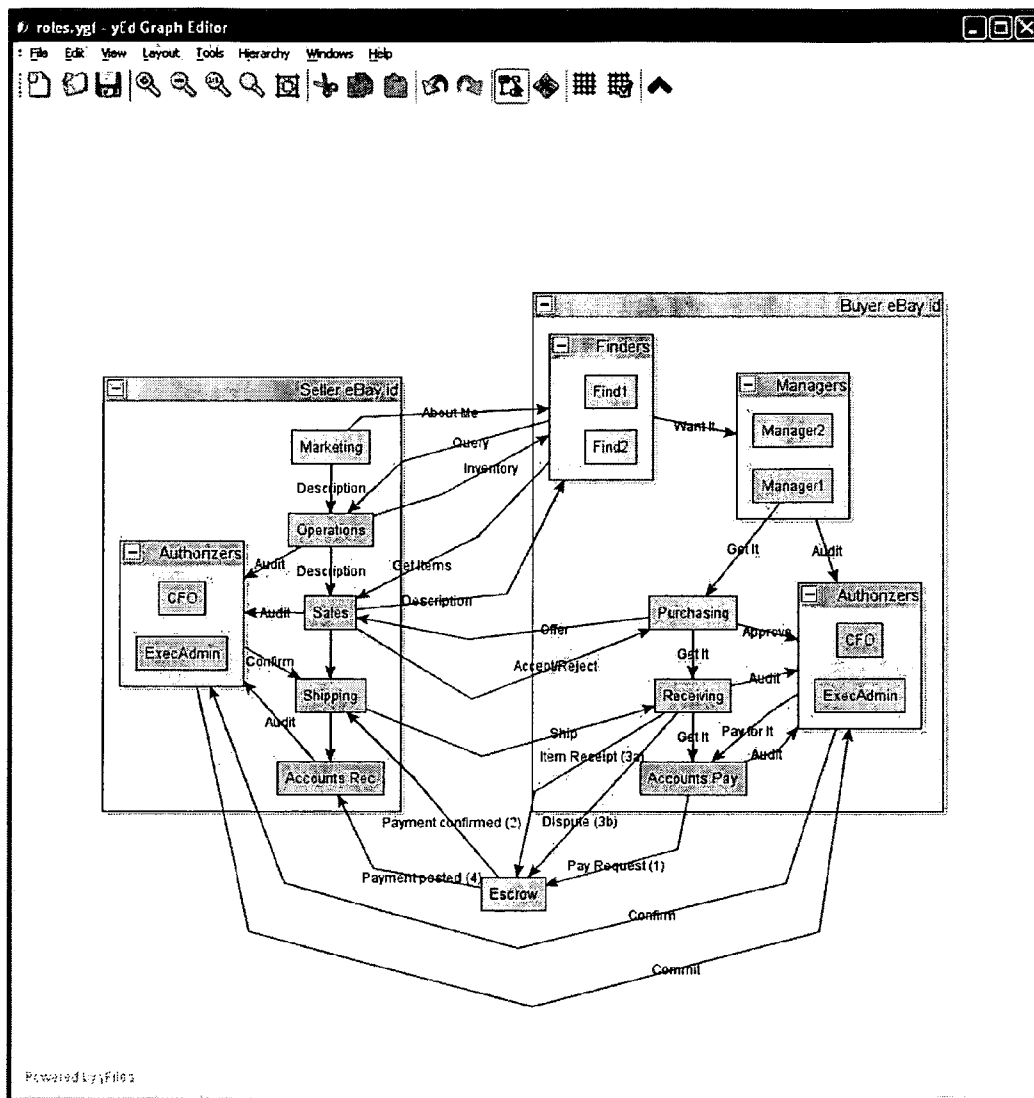 roles.ygf - yEd Graph Editor
File Edit View Layout Tools Hierarchy Windows Help
Buyer eBay id
Finders
Find1
Find2
Managers
Manager2
Manager1
Want It
Seller eBay id
Marketing
About Me
Query
Inventory
Description
Operations
Get It
Audit
Authorizers
CFO
ExecAdmin
Audit
Description
Get Items
Audit
Sales
Description
Purchasing
Authorizers
CFO
ExecAdmin
Offer
Approve
Get It
Accept/Reject
Confirm
Shipping
Receiving
Audit
Audit
Ship
Get It
Pay for It
Item Receipt (3a)
Audit
Accounts Rec
Accounts Pay
Payment confirmed (2)
Dispute (3b)
Pay Request (1)
Payment posted (4)
Escrow
Confirm
Commit
Powered by yFiles